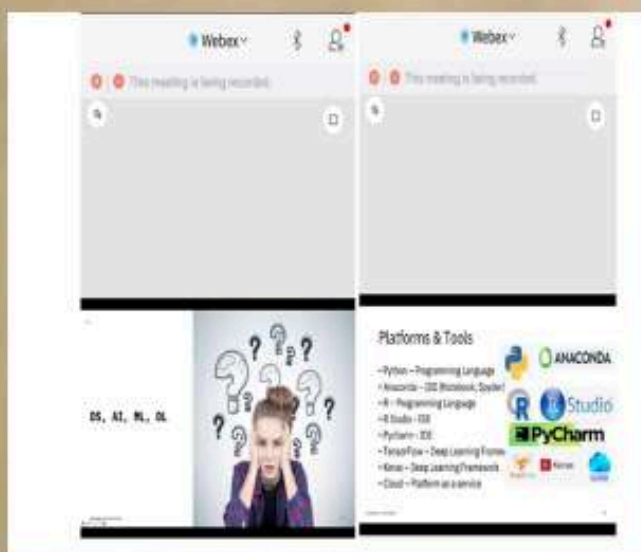 Webex
This meeting is being recorded.
DS, AI, ML, DL
? ? ? ? ? ? ? ?
Webex
This meeting is being recorded.
Platforms & Tools
• Python – Programming Language
• Anaconda – IDE (Notebook, Spyder)
• R – Programming Language
• R Studio - IDE
• Pycharm - IDE
• TensorFlow – Deep Learning Frame
• Keras – Deep Learning Framework
• Cloud – Platform as a service
ANACONDA
R Studio
PyCharm
Keras